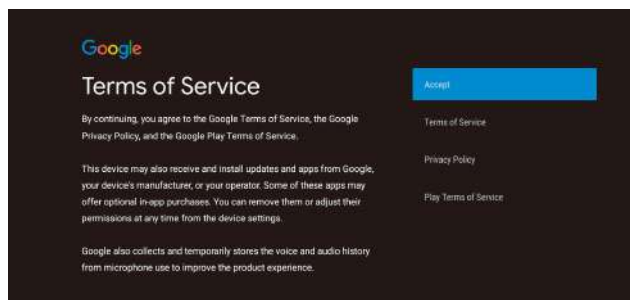 Google
Terms of Service
By continuing, you agree to the Google Terms of Service, the Google
Privacy Policy, and the Google Play Terms of Service.
This device may also receive and install updates and apps from Google,
your device's manufacturer, or your operator. Some of these apps may
offer optional in-app purchases. You can remove them or adjust their
permissions at any time from the device settings.
Google also collects and temporarily stores the voice and audio history
from microphone use to improve the product experience.
Accept
Terms of Service
Privacy Policy
Play Terms of Service